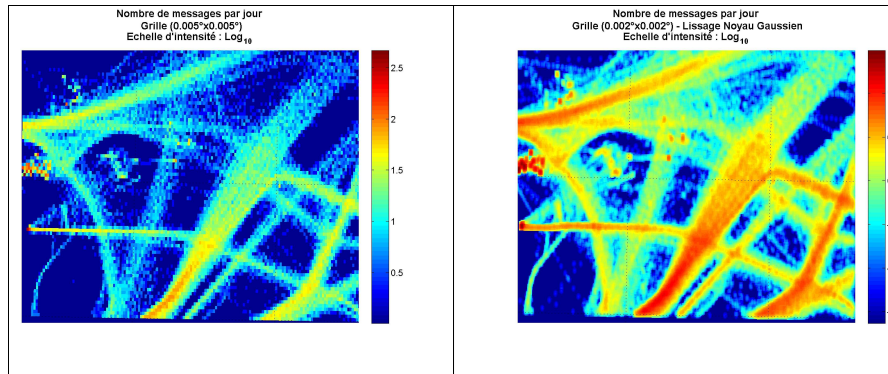 Nombre de messages par jour
Grille (0.005°x0.005°)
Echelle d'intensité : Log10
2.5
2
1.5
1
0.5
Nombre de messages par jour
Grille (0.002°x0.002°) - Lissage Noyau Gaussien
Echelle d'intensité : Log10